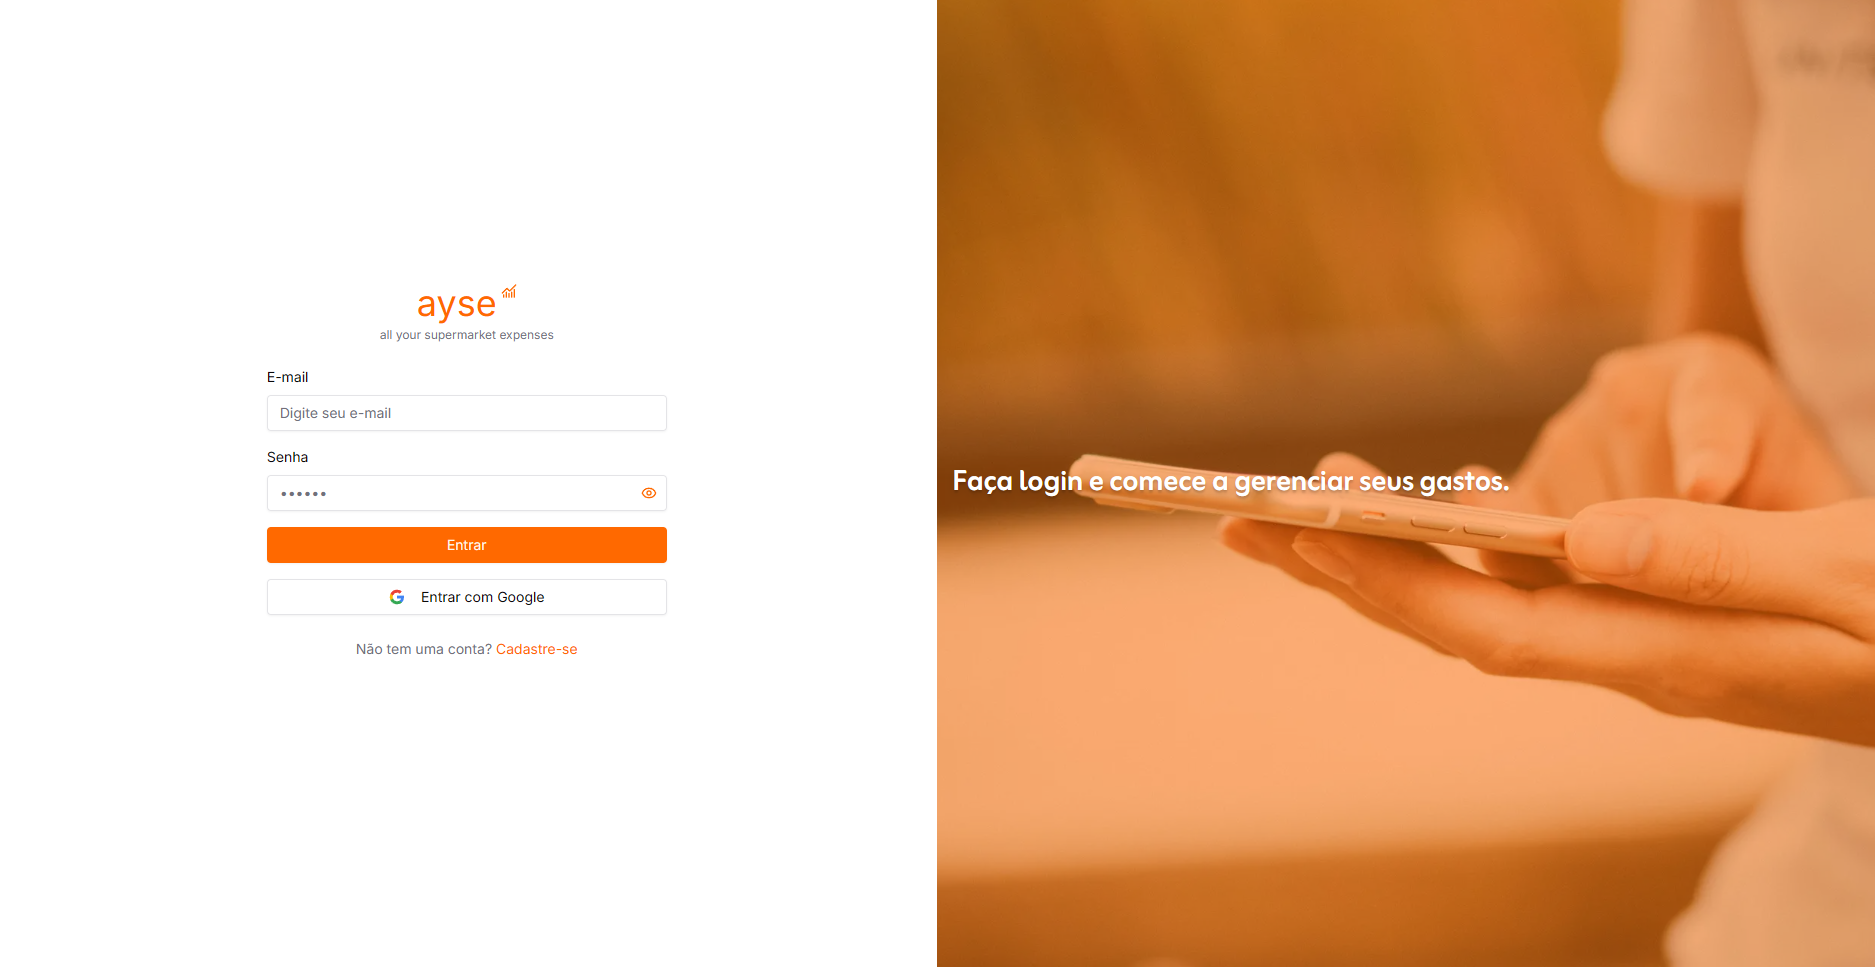 ayse
all your supermarket expenses
E-mail
Digite seu e-mail
Senha
••••••
Entrar
Entrar com Google
Não tem uma conta? Cadastre-se
Faça login e comece a gerenciar seus gastos.